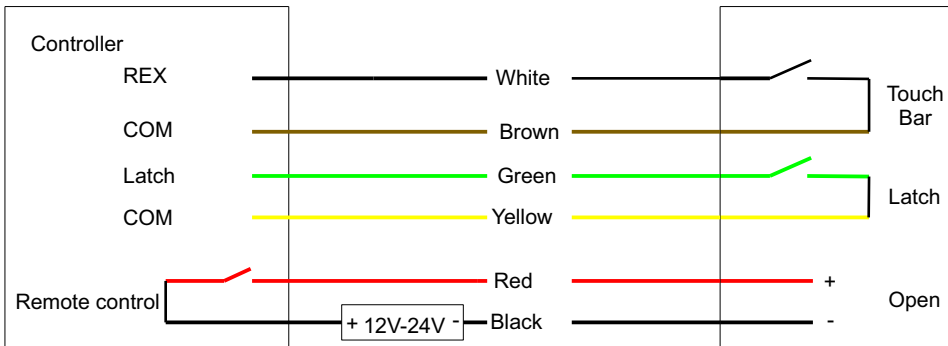 Controller
REX White
Touch
Bar
COM Brown
Latch Green
Latch
COM Yellow
Red +
Remote control
Open
+ 12V-24V - Black -